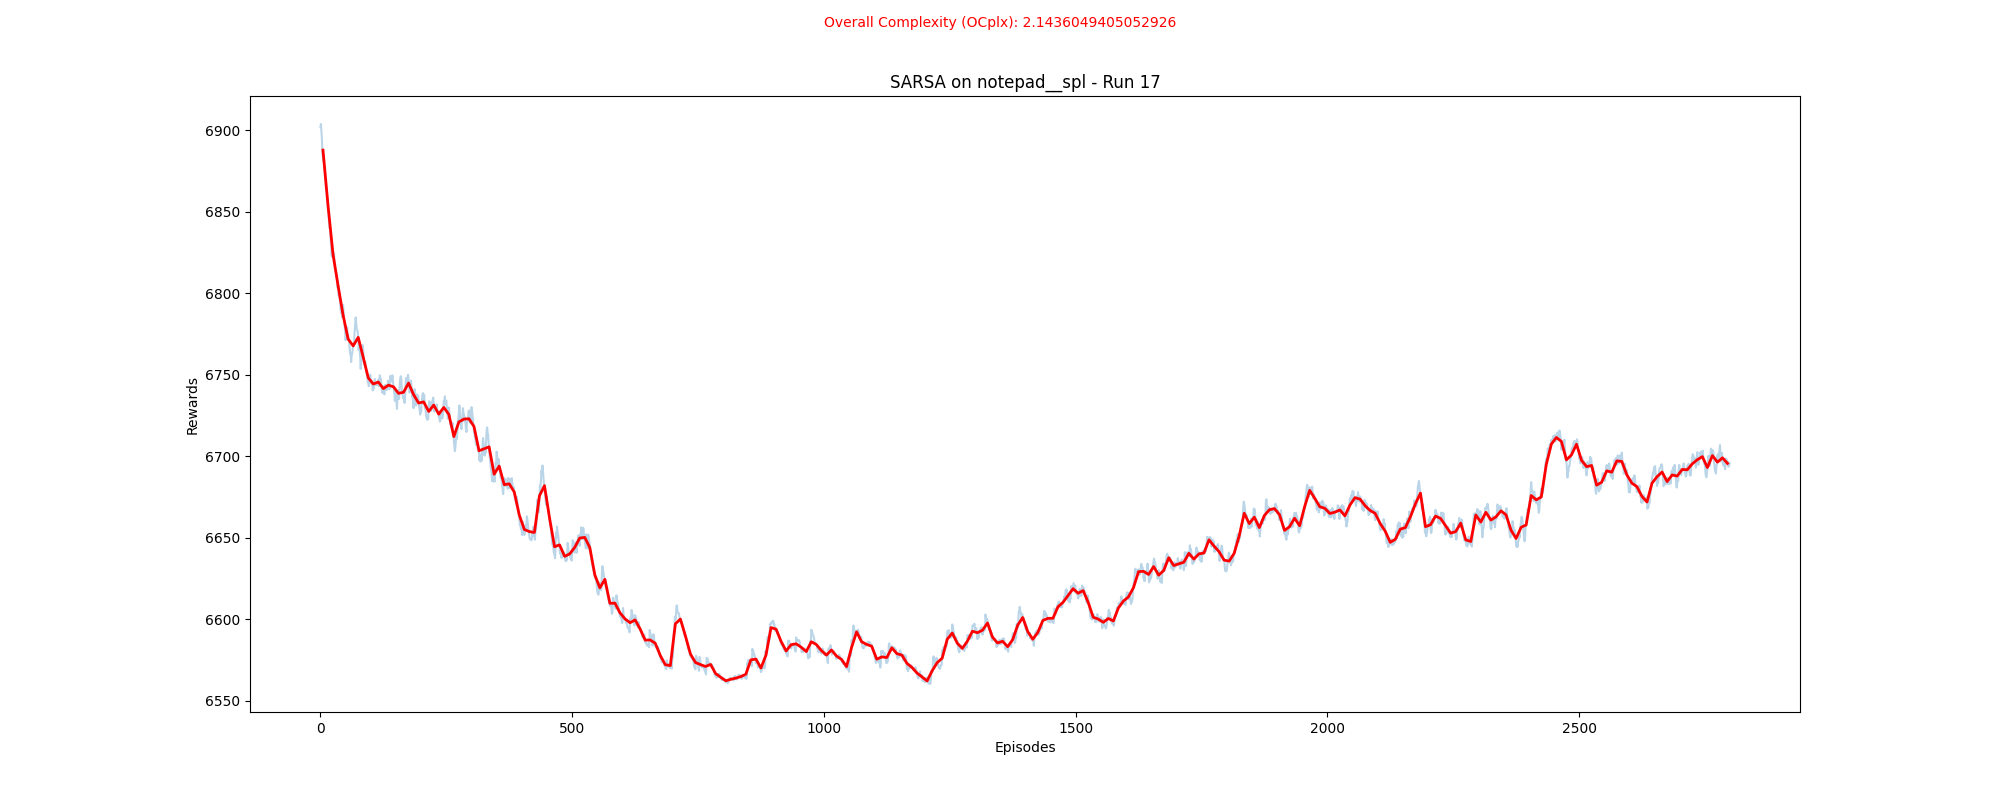 Overall Complexity (OCplx): 2.1436049405052926
SARSA on notepad__spl - Run 17
6900
6850
6800
6750
6700
6650
6600
6550
Rewards
0 500 1000 1500 2000 2500
Episodes